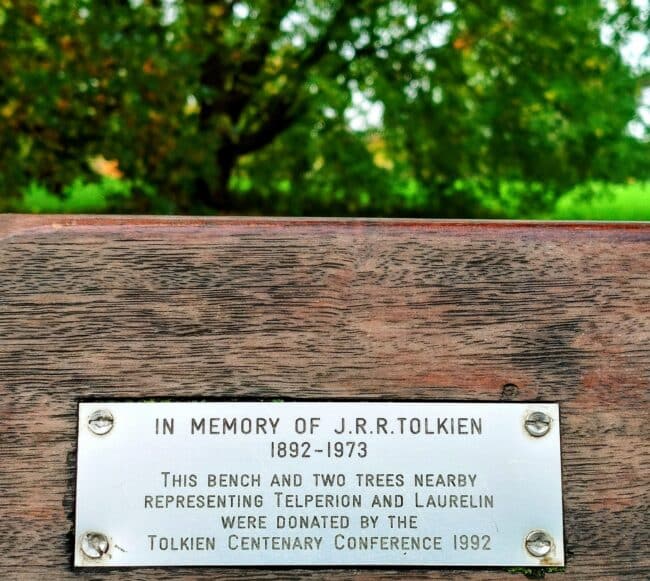 IN MEMORY OF J.R.R.TOLKIEN
1892-1973
THIS BENCH AND TWO TREES NEARBY
REPRESENTING TELPERION AND LAURELIN
WERE DONATED BY THE
TOLKIEN CENTENARY CONFERENCE 1992